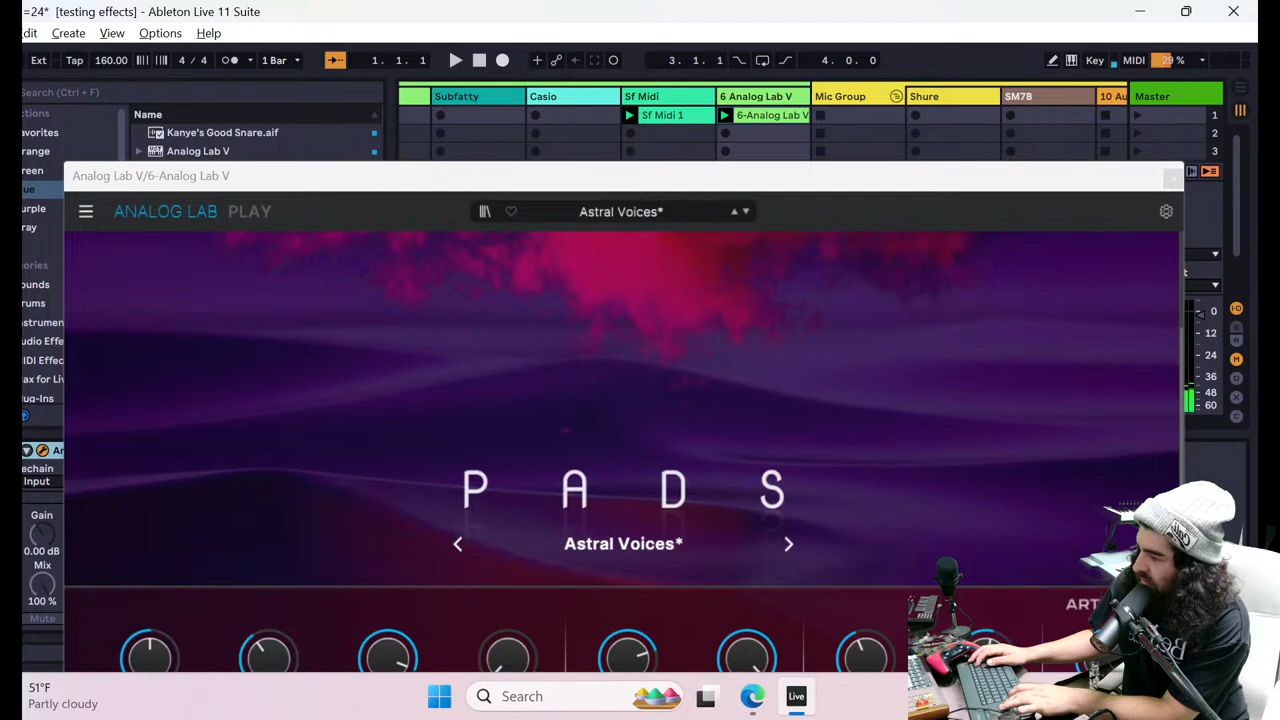 =24* [testing effects] - Ableton Live 11 Suite
dit Create View Options Help
Ext Tap 160.00 4 / 4 1 Bar 1. 1. 1 3. 1. 1 4. 0. 0 Key MIDI 29 %
Search (Ctrl + F)
Subfatty Casio Sf Midi 6 Analog Lab V Mic Group Shure SM7B 10 Au Master
ctions Name
Sf Midi 1 6-Analog Lab V 1
avorites Kanye's Good Snare.aif 2
range Analog Lab V 3
reen
ue
urple
ray
ories
ounds
rums
nstrumen
udio Effe
IDI Effec
ax for Liv
lug-Ins
Analog Lab V/6-Analog Lab V
ANALOG LAB PLAY Astral Voices*
PADS
Astral Voices*
ART
0
12
24
36
48
60
An
echain
Input
Gain
0.00 dB
Mix
100 %
Mute
51°F
Partly cloudy
Search
Live